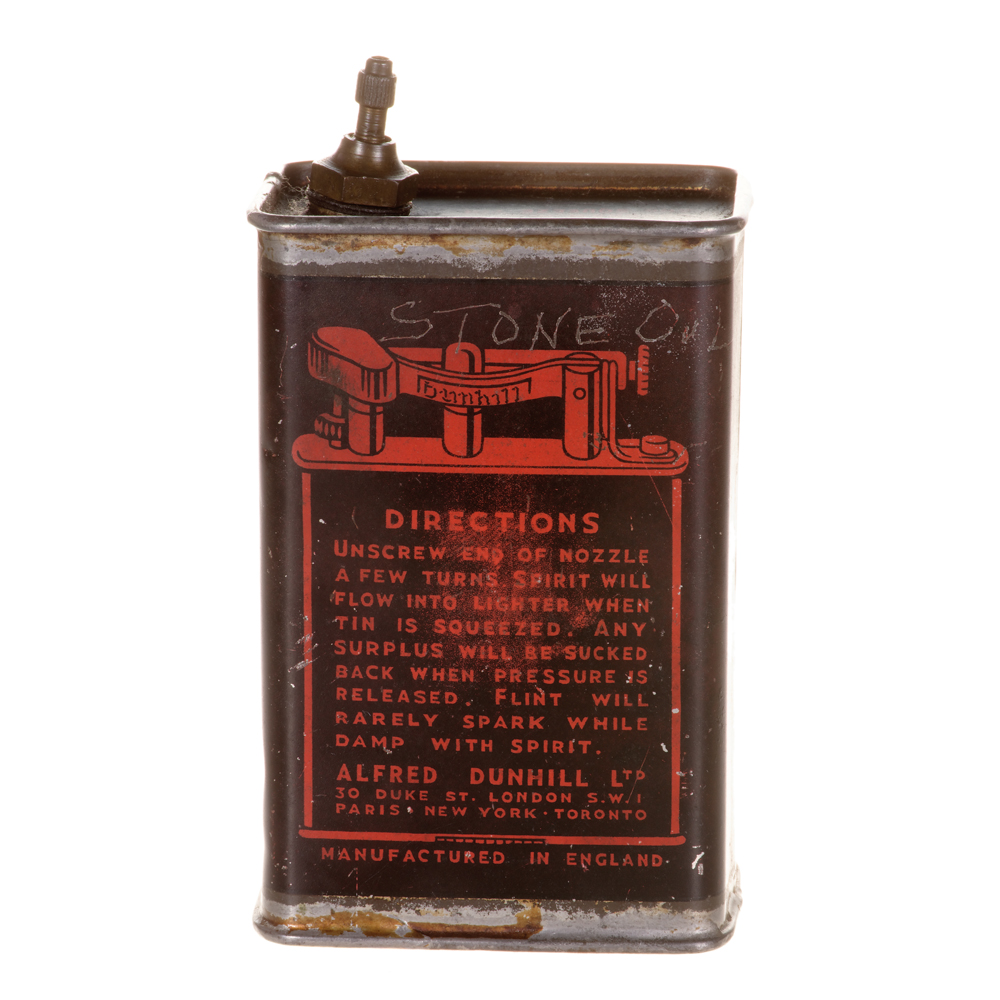 STONE OIL
Dunhill
DIRECTIONS
UNSCREW END OF NOZZLE
A FEW TURNS SPIRIT WILL
FLOW INTO LIGHTER WHEN
TIN IS SQUEEZED. ANY
SURPLUS WILL BE SUCKED
BACK WHEN PRESSURE IS
RELEASED. FLINT WILL
RARELY SPARK WHILE
DAMP WITH SPIRIT.
ALFRED DUNHILL LTD
30 DUKE ST. LONDON S.W.1
PARIS · NEW YORK · TORONTO
MANUFACTURED IN ENGLAND